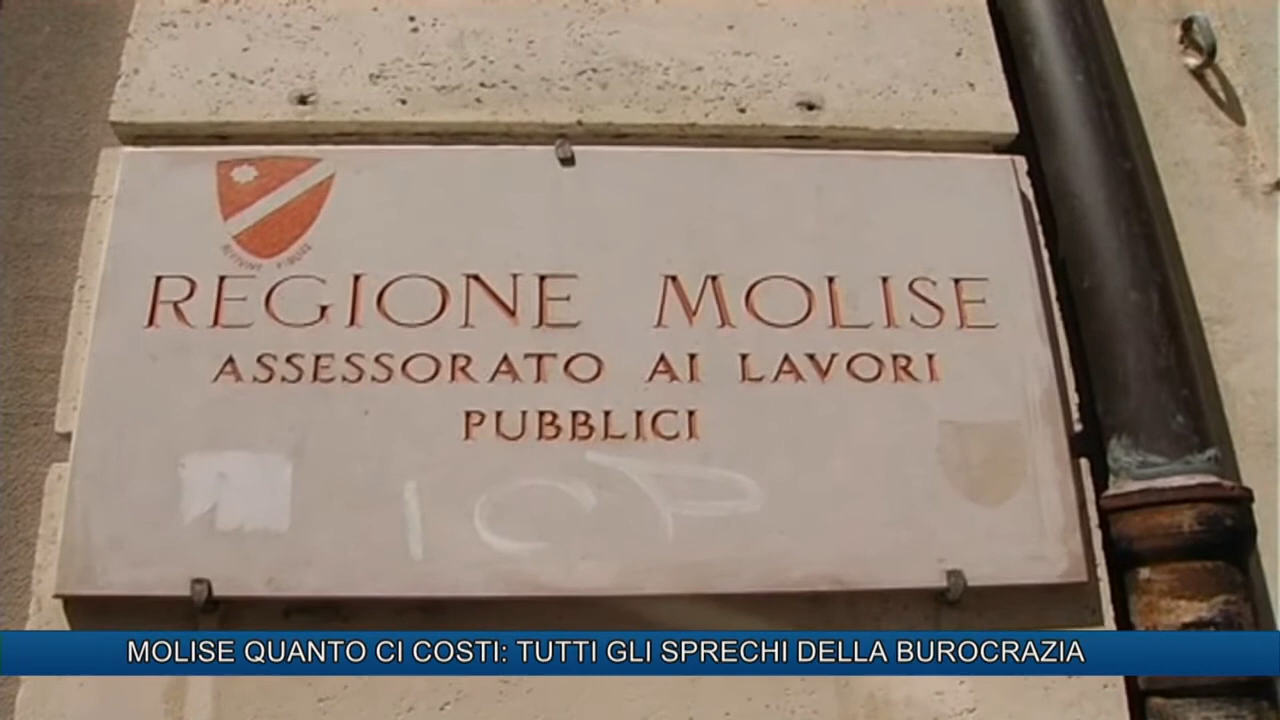 REGIONE MOLISE
ASSESSORATO AI LAVORI
PUBBLICI
ICP
MOLISE QUANTO CI COSTI: TUTTI GLI SPRECHI DELLA BUROCRAZIA